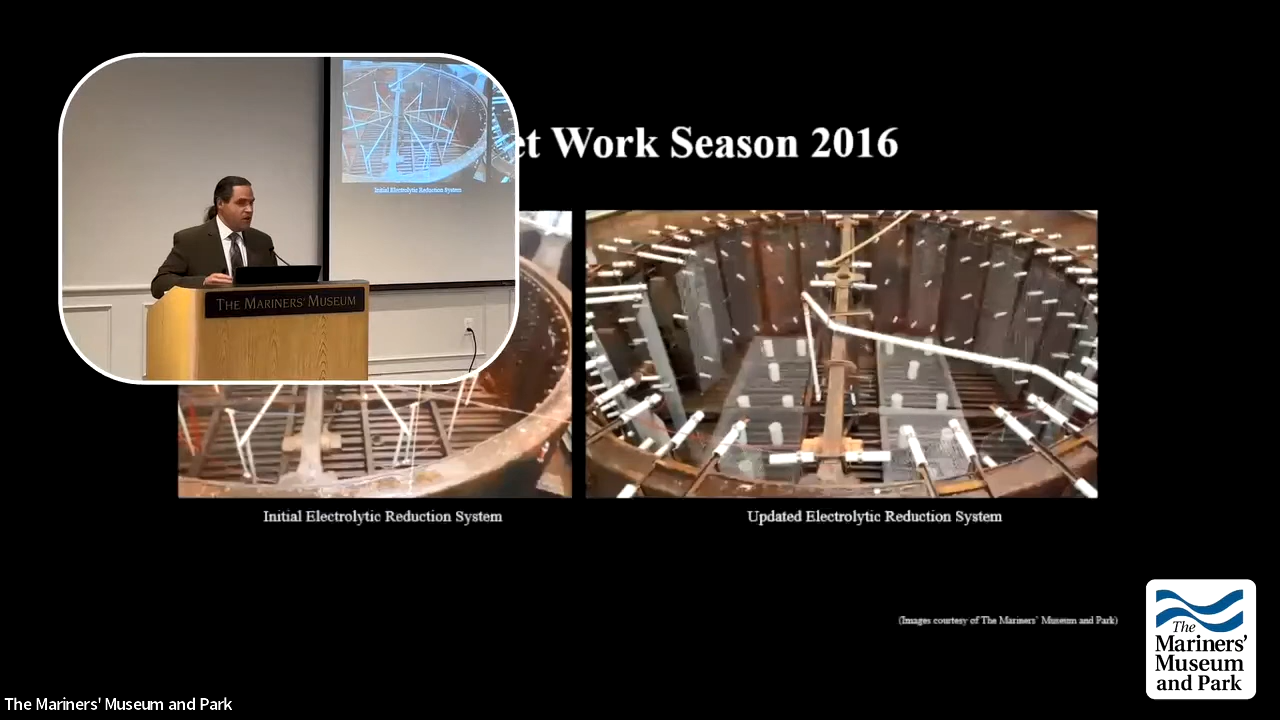 et Work Season 2016
Initial Electrolytic Reduction System
THE MARINERS' MUSEUM
Initial Electrolytic Reduction System
Updated Electrolytic Reduction System
(Images courtesy of The Mariners' Museum and Park)
The
Mariners'
Museum
and Park
The Mariners' Museum and Park